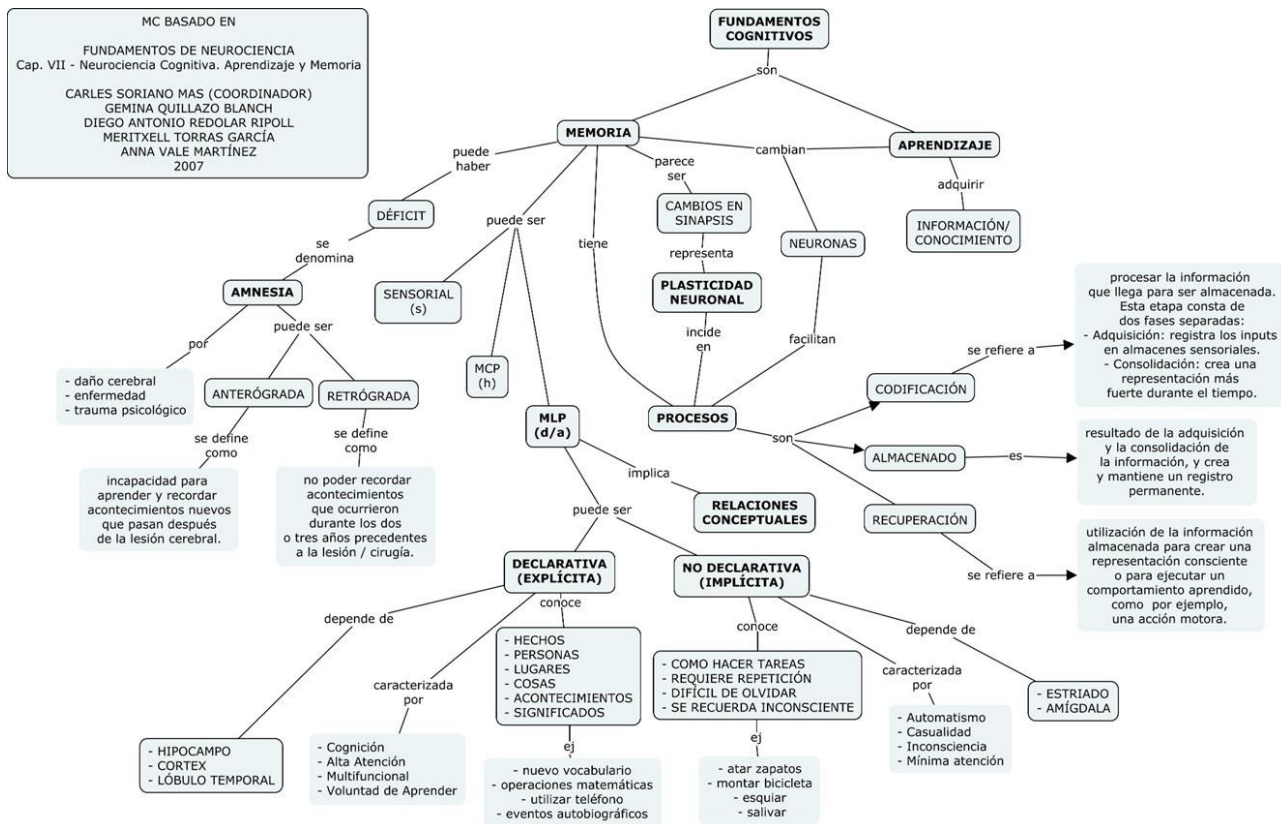 MC BASADO EN
FUNDAMENTOS DE NEUROCIENCIA
Cap. VII - Neurociencia Cognitiva. Aprendizaje y Memoria
CARLES SORIANO MAS (COORDINADOR)
GEMINA QUILLAZO BLANCH
DIEGO ANTONIO REDOLAR RIPOLL
MERITXELL TORRAS GARCÍA
ANNA VALE MARTÍNEZ
2007
FUNDAMENTOS
COGNITIVOS
son
MEMORIA
cambian
APRENDIZAJE
puede
haber
DÉFICIT
se
denomina
AMNESIA
por
- daño cerebral
- enfermedad
- trauma psicológico
puede ser
ANTERÓGRADA
se define
como
incapacidad para
aprender y recordar
acontecimientos nuevos
que pasan después
de la lesión cerebral.
RETRÓGRADA
se define
como
no poder recordar
acontecimientos
que ocurrieron
durante los dos
o tres años precedentes
a la lesión / cirugía.
puede ser
SENSORIAL
(s)
MCP
(h)
MLP
(d/a)
tiene
parece
ser
CAMBIOS EN
SINAPSIS
representa
PLASTICIDAD
NEURONAL
incide
en
NEURONAS
facilitan
adquirir
INFORMACIÓN/
CONOCIMIENTO
PROCESOS
son
CODIFICACIÓN
se refiere a
procesar la información
que llega para ser almacenada.
Esta etapa consta de
dos fases separadas:
- Adquisición: registra los inputs
en almacenes sensoriales.
- Consolidación: crea una
representación más
fuerte durante el tiempo.
ALMACENADO
es
resultado de la adquisición
y la consolidación de
la información, y crea
y mantiene un registro
permanente.
RECUPERACIÓN
se refiere a
utilización de la información
almacenada para crear una
representación consciente
o para ejecutar un
comportamiento aprendido,
como por ejemplo,
una acción motora.
implica
RELACIONES
CONCEPTUALES
puede ser
DECLARATIVA
(EXPLÍCITA)
depende de
- HIPOCAMPO
- CORTEX
- LÓBULO TEMPORAL
caracterizada
por
- Cognición
- Alta Atención
- Multifuncional
- Voluntad de Aprender
conoce
- HECHOS
- PERSONAS
- LUGARES
- COSAS
- ACONTECIMIENTOS
- SIGNIFICADOS
ej
- nuevo vocabulario
- operaciones matemáticas
- utilizar teléfono
- eventos autobiográficos
NO DECLARATIVA
(IMPLÍCITA)
conoce
- COMO HACER TAREAS
- REQUIERE REPETICIÓN
- DIFÍCIL DE OLVIDAR
- SE RECUERDA INCONSCIENTE
ej
- atar zapatos
- montar bicicleta
- esquiar
- salivar
caracterizada
por
- Automatismo
- Casualidad
- Inconsciencia
- Mínima atención
depende de
- ESTRIADO
- AMÍGDALA